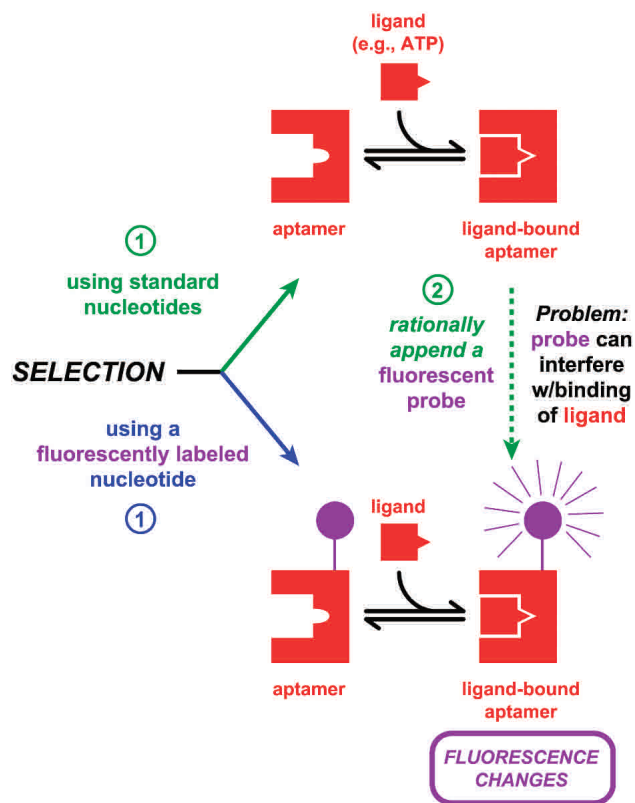 ligand
(e.g., ATP)
aptamer
ligand-bound
aptamer
1
using standard
nucleotides
2
rationally
append a
fluorescent
probe
Problem:
probe can
interfere
w/binding
of ligand
SELECTION
using a
fluorescently labeled
nucleotide
1
ligand
aptamer
ligand-bound
aptamer
FLUORESCENCE
CHANGES